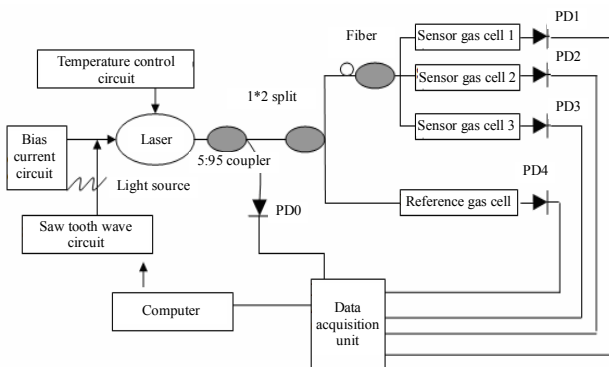 PD1
Fiber
Sensor gas cell 1
PD2
Temperature control
circuit
Sensor gas cell 2
1*2 split
PD3
Bias
current
circuit
Laser
Sensor gas cell 3
5:95 coupler
PD4
Light source
Reference gas cell
PD0
Saw tooth wave
circuit
Computer
Data
acquisition
unit